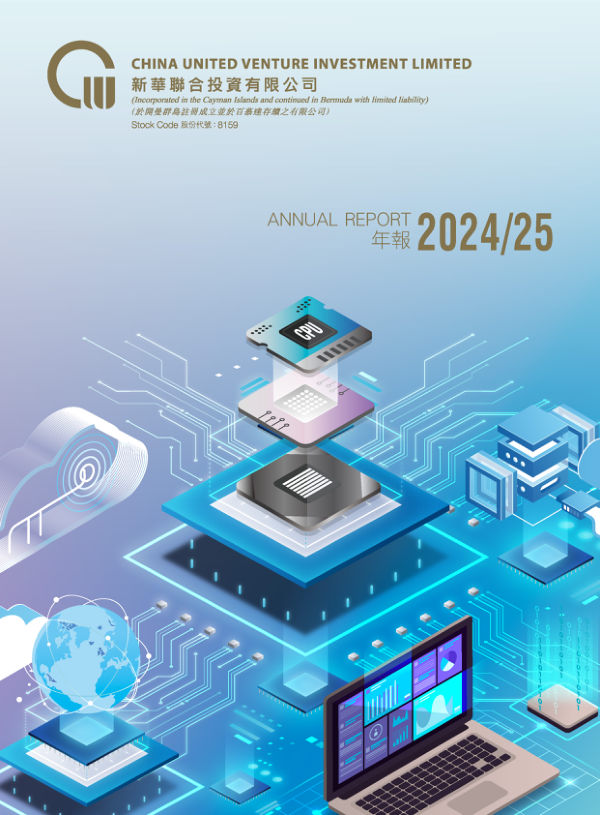 CHINA UNITED VENTURE INVESTMENT LIMITED
新華聯合投資有限公司
(Incorporated in the Cayman Islands and continued in Bermuda with limited liability)
(於開曼群島註冊成立並於百慕達存續之有限公司)
Stock Code 股份代號 : 8159
ANNUAL REPORT
年報 2024/25
CPU